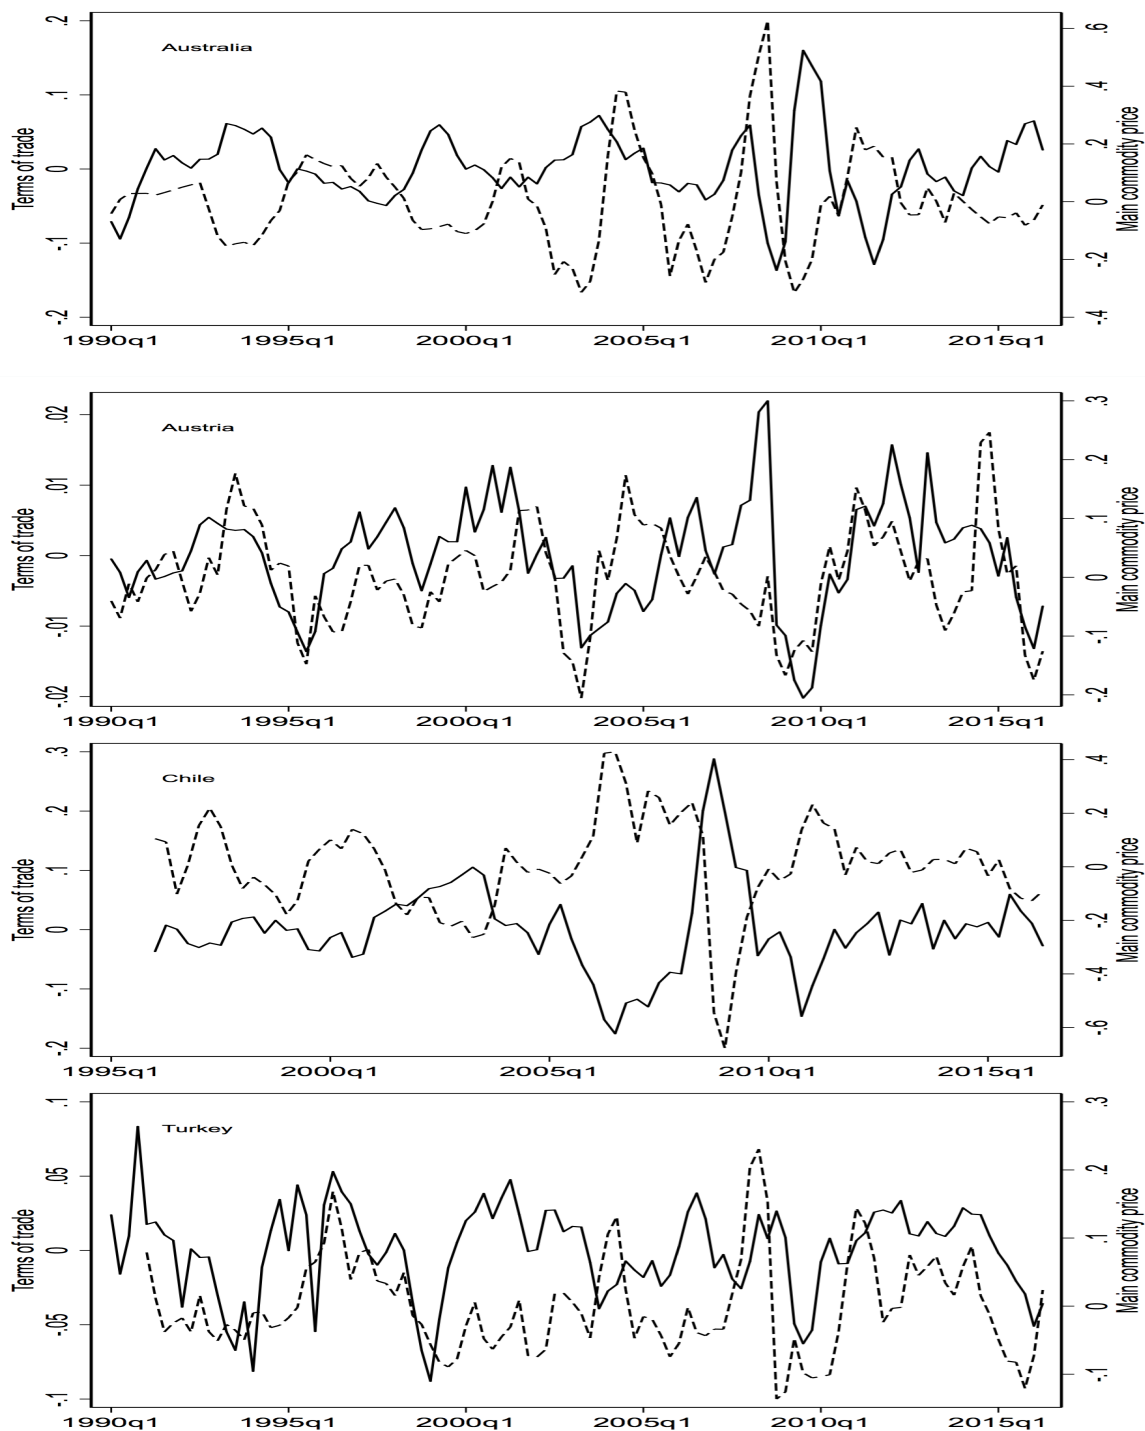 Australia
Terms of trade
Main commodity price
.2
.1
0
-.1
-.2
.6
.4
.2
0
-.2
-.4
1990q1 1995q1 2000q1 2005q1 2010q1 2015q1
Austria
Terms of trade
Main commodity price
.02
.01
0
-.01
-.02
.3
.2
.1
0
-.1
-.2
1990q1 1995q1 2000q1 2005q1 2010q1 2015q1
Chile
Terms of trade
Main commodity price
.3
.2
.1
0
-.1
-.2
.4
.2
0
-.2
-.4
-.6
1995q1 2000q1 2005q1 2010q1 2015q1
Turkey
Terms of trade
Main commodity price
.1
.05
0
-.05
-.1
.3
.2
.1
0
-.1
1990q1 1995q1 2000q1 2005q1 2010q1 2015q1